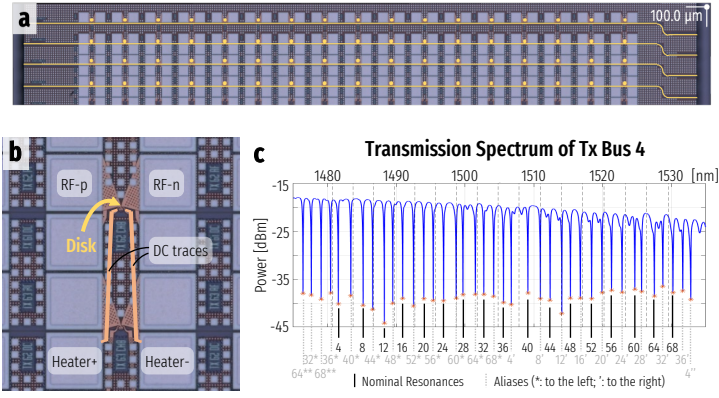 a
100.0 µm
b
RF-p
RF-n
Disk
DC traces
Heater+
Heater-
c
Transmission Spectrum of Tx Bus 4
1480 1490 1500 1510 1520 1530 [nm]
Power [dBm]
-15
-25
-35
-45
4 8 12 16 20 24 28 32 36 40 44 48 52 56 60 64 68
32* 36* 40* 44* 48* 52* 56* 60* 64* 68* 4′ 8′ 12′ 16′ 20′ 24′ 28′ 32′ 36′
64** 68** 4′′
Nominal Resonances
Aliases (*: to the left; ′: to the right)